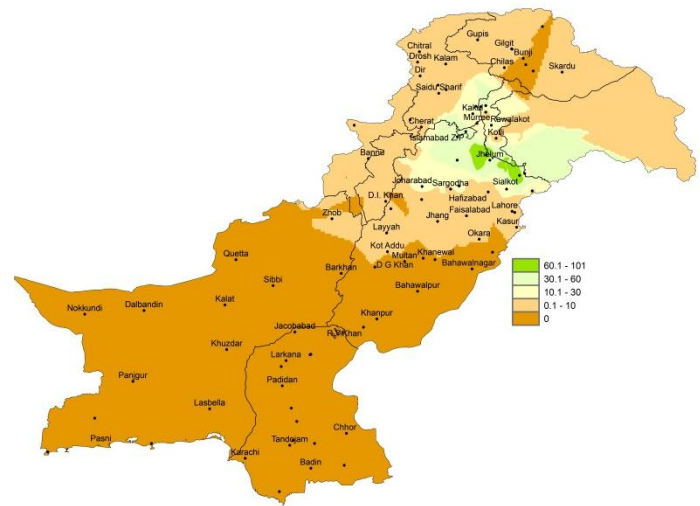 Gupis
Gilgit
Chitral
Bunji
Drosh
Kalam
Chilas
Skardu
Dir
Saidu Sharif
Kakul
Murree
Rawalakot
Cherat
Islamabad ZP
Kotli
Bannu
Jhelum
Joharabad
Sargodha
Sialkot
D.I. Khan
Hafizabad
Lahore
Zhob
Jhang
Faisalabad
Kasur
Layyah
Okara
Quetta
Kot Addu
Multan
Khanewal
Barkhan
D G Khan
Bahawalnagar
Sibbi
Bahawalpur
Nokkundi
Dalbandin
Kalat
Khanpur
Jacobabad
R Y Khan
Khuzdar
Larkana
Panjgur
Padidan
Lasbella
Chhor
Pasni
Tandojam
Karachi
Badin
60.1 - 101
30.1 - 60
10.1 - 30
0.1 - 10
0